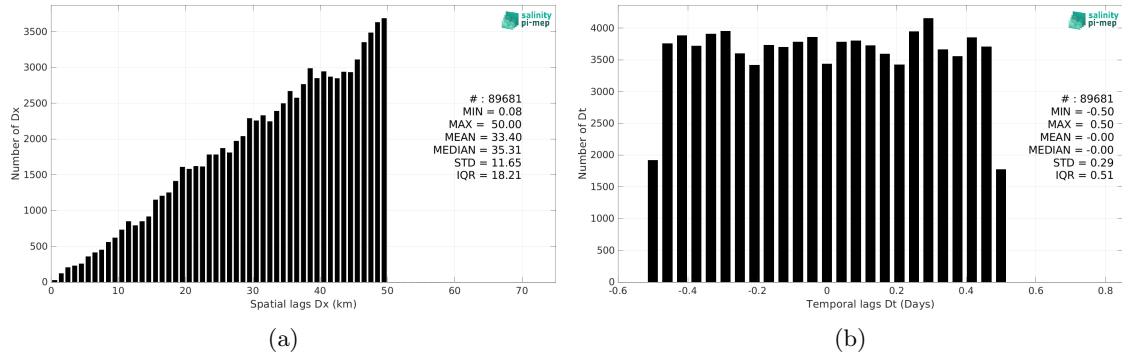 salinity
pi-mep
3500
3000
2500
2000
1500
1000
500
0
Number of Dx
# : 89681
MIN = 0.08
MAX = 50.00
MEAN = 33.40
MEDIAN = 35.31
STD = 11.65
IQR = 18.21
0 10 20 30 40 50 60 70
Spatial lags Dx (km)
(a)
salinity
pi-mep
4000
3500
3000
2500
2000
1500
1000
500
0
Number of Dt
# : 89681
MIN = -0.50
MAX = 0.50
MEAN = -0.00
MEDIAN = -0.00
STD = 0.29
IQR = 0.51
-0.6 -0.4 -0.2 0 0.2 0.4 0.6 0.8
Temporal lags Dt (Days)
(b)